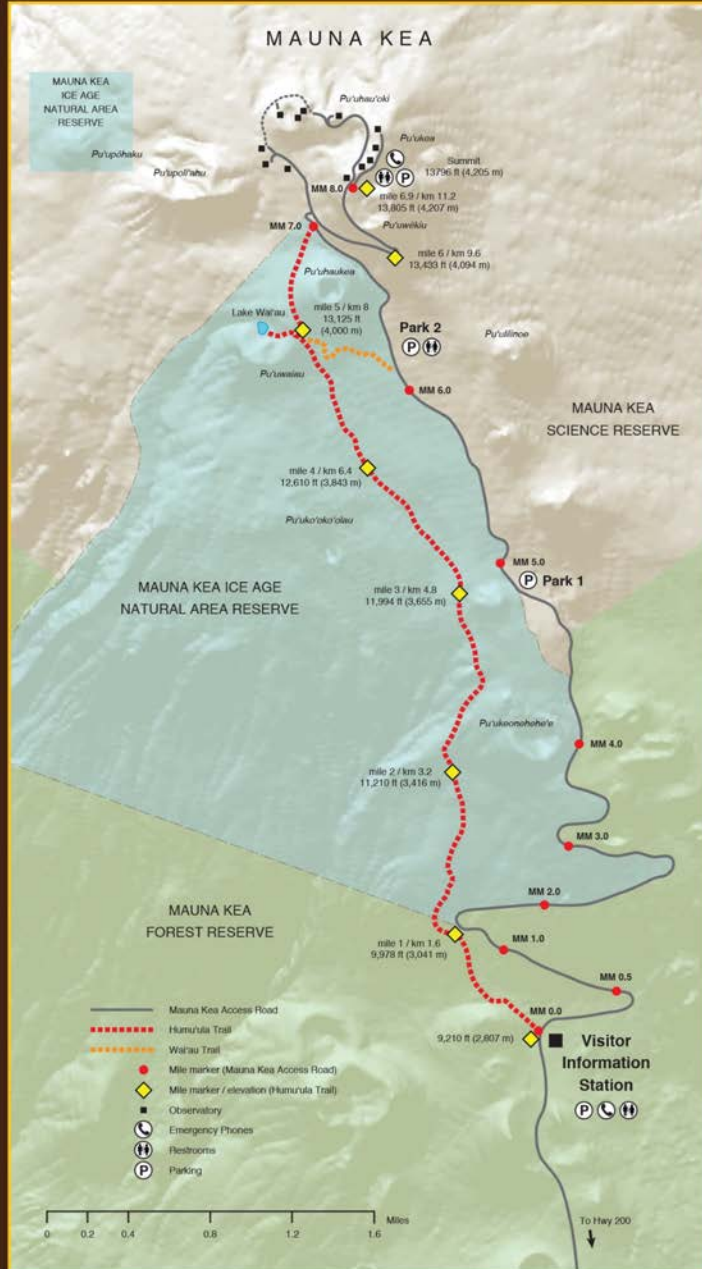 MAUNA KEA
MAUNA KEA
ICE AGE
NATURAL AREA
RESERVE
Pu'uhau'oki
Pu'ukea
Pu'upōhaku
Pu'upoli'ahu
Summit
13796 ft (4,205 m)
MM 8.0
mile 6.9 / km 11.2
13,805 ft (4,207 m)
MM 7.0
Pu'uwēkiu
mile 6 / km 9.6
13,433 ft (4,094 m)
Pu'uhaukea
Lake Wai'au
mile 5 / km 8
13,125 ft
(4,000 m)
Park 2
P
Pu'ulilinoe
Pu'uwaiau
MM 6.0
MAUNA KEA
SCIENCE RESERVE
mile 4 / km 6.4
12,610 ft (3,843 m)
Pu'uko'oko'olau
MM 5.0
P Park 1
MAUNA KEA ICE AGE
NATURAL AREA RESERVE
mile 3 / km 4.8
11,994 ft (3,655 m)
Pu'ukeonehehe'e
MM 4.0
mile 2 / km 3.2
11,210 ft (3,416 m)
MM 3.0
MM 2.0
MAUNA KEA
FOREST RESERVE
mile 1 / km 1.6
9,978 ft (3,041 m)
MM 1.0
MM 0.5
MM 0.0
9,210 ft (2,807 m)
Visitor
Information
Station
P
Mauna Kea Access Road
Humu'ula Trail
Wai'au Trail
Mile marker (Mauna Kea Access Road)
Mile marker / elevation (Humu'ula Trail)
Observatory
Emergency Phones
Restrooms
P Parking
Miles
0 0.2 0.4 0.8 1.2 1.6
To Hwy 200